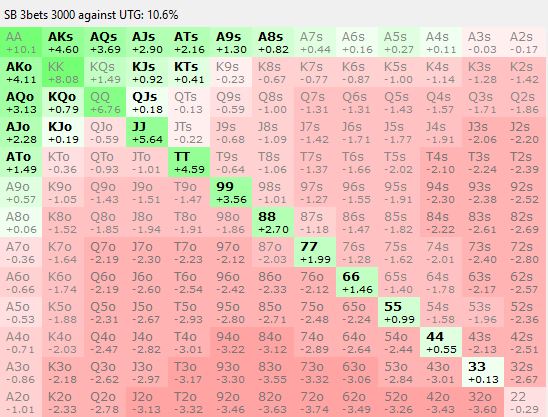 SB 3bets 3000 against UTG: 10.6%
AA AKs AQs AJs ATs A9s A8s A7s A6s A5s A4s A3s A2s
+10.1 +4.60 +3.69 +2.90 +2.16 +1.30 +0.82 +0.44 +0.16 +0.27 +0.11 -0.03 -0.17
AKo KK KQs KJs KTs K9s K8s K7s K6s K5s K4s K3s K2s
+4.11 +8.08 +1.49 +0.92 +0.41 -0.23 -0.67 -0.77 -0.87 -1.00 -1.14 -1.28 -1.42
AQo KQo QQ QJs QTs Q9s Q8s Q7s Q6s Q5s Q4s Q3s Q2s
+3.13 +0.79 +6.76 +0.18 -0.13 -0.59 -1.00 -1.31 -1.31 -1.43 -1.57 -1.71 -1.86
AJo KJo QJo JJ JTs J9s J8s J7s J6s J5s J4s J3s J2s
+2.28 +0.19 -0.59 +5.64 -0.22 -0.68 -1.09 -1.42 -1.71 -1.77 -1.91 -2.06 -2.20
ATo KTo QTo JTo TT T9s T8s T7s T6s T5s T4s T3s T2s
+1.49 -0.36 -0.93 -1.01 +4.59 -0.64 -1.06 -1.37 -1.66 -2.02 -2.10 -2.24 -2.39
A9o K9o Q9o J9o T9o 99 98s 97s 96s 95s 94s 93s 92s
+0.57 -1.05 -1.43 -1.51 -1.47 +3.56 -1.01 -1.27 -1.55 -1.91 -2.30 -2.38 -2.52
A8o K8o Q8o J8o T8o 98o 88 87s 86s 85s 84s 83s 82s
+0.06 -1.52 -1.85 -1.94 -1.91 -1.86 +2.70 -1.18 -1.47 -1.82 -2.22 -2.61 -2.69
A7o K7o Q7o J7o T7o 97o 87o 77 76s 75s 74s 73s 72s
-0.36 -1.64 -2.19 -2.30 -2.23 -2.12 -2.03 +1.99 -1.28 -1.62 -2.01 -2.40 -2.80
A6o K6o Q6o J6o T6o 96o 86o 76o 66 65s 64s 63s 62s
-0.66 -1.74 -2.19 -2.60 -2.54 -2.42 -2.33 -2.12 +1.46 -1.40 -1.78 -2.17 -2.57
A5o K5o Q5o J5o T5o 95o 85o 75o 65o 55 54s 53s 52s
-0.53 -1.88 -2.31 -2.67 -2.93 -2.80 -2.71 -2.48 -2.24 +0.99 -1.58 -1.96 -2.36
A4o K4o Q4o J4o T4o 94o 84o 74o 64o 54o 44 43s 42s
-0.71 -2.03 -2.47 -2.82 -3.01 -3.22 -3.12 -2.89 -2.64 -2.44 +0.55 -2.13 -2.51
A3o K3o Q3o J3o T3o 93o 83o 73o 63o 53o 43o 33 32s
-0.86 -2.18 -2.62 -2.97 -3.17 -3.30 -3.55 -3.32 -3.06 -2.84 -3.01 +0.13 -2.67
A2o K2o Q2o J2o T2o 92o 82o 72o 62o 52o 42o 32o 22
-1.01 -2.33 -2.78 -3.13 -3.32 -3.46 -3.63 -3.74 -3.49 -3.26 -3.43 -3.60 -0.29